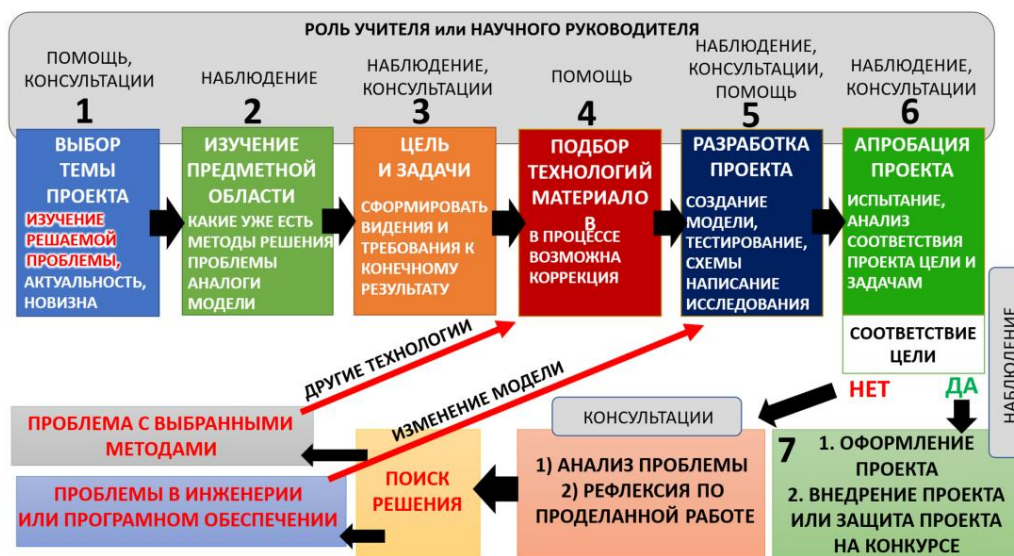 РОЛЬ УЧИТЕЛЯ или НАУЧНОГО РУКОВОДИТЕЛЯ
ПОМОЩЬ,
КОНСУЛЬТАЦИИ
1
НАБЛЮДЕНИЕ
2
НАБЛЮДЕНИЕ,
КОНСУЛЬТАЦИИ
3
ПОМОЩЬ
4
НАБЛЮДЕНИЕ,
КОНСУЛЬТАЦИИ,
ПОМОЩЬ
5
НАБЛЮДЕНИЕ,
КОНСУЛЬТАЦИИ
6
ВЫБОР
ТЕМЫ
ПРОЕКТА
ИЗУЧЕНИЕ
РЕШАЕМОЙ
ПРОБЛЕМЫ,
АКТУАЛЬНОСТЬ,
НОВИЗНА
ИЗУЧЕНИЕ
ПРЕДМЕТНОЙ
ОБЛАСТИ
КАКИЕ УЖЕ ЕСТЬ
МЕТОДЫ РЕШЕНИЯ
ПРОБЛЕМЫ
АНАЛОГИ
МОДЕЛИ
ЦЕЛЬ
И ЗАДАЧИ
СФОРМИРОВАТЬ
ВИДЕНИЯ И
ТРЕБОВАНИЯ К
КОНЕЧНОМУ
РЕЗУЛЬТАТУ
ПОДБОР
ТЕХНОЛОГИЙ
МАТЕРИАЛО
В
В ПРОЦЕССЕ
ВОЗМОЖНА
КОРРЕКЦИЯ
РАЗРАБОТКА
ПРОЕКТА
СОЗДАНИЕ
МОДЕЛИ,
ТЕСТИРОВАНИЕ,
СХЕМЫ
НАПИСАНИЕ
ИССЛЕДОВАНИЯ
АПРОБАЦИЯ
ПРОЕКТА
ИСПЫТАНИЕ,
АНАЛИЗ
СООТВЕТСТВИЯ
ПРОЕКТА ЦЕЛИ И
ЗАДАЧАМ
СООТВЕТСТВИЕ
ЦЕЛИ
НЕТ
ДА
НАБЛЮДЕНИЕ
ДРУГИЕ ТЕХНОЛОГИИ
ИЗМЕНЕНИЕ МОДЕЛИ
ПРОБЛЕМА С ВЫБРАННЫМИ
МЕТОДАМИ
ПРОБЛЕМЫ В ИНЖЕНЕРИИ
ИЛИ ПРОГРАМНОМ ОБЕСПЕЧЕНИИ
ПОИСК
РЕШЕНИЯ
КОНСУЛЬТАЦИИ
1) АНАЛИЗ ПРОБЛЕМЫ
2) РЕФЛЕКСИЯ ПО
ПРОДЕЛАННОЙ РАБОТЕ
7
1. ОФОРМЛЕНИЕ
ПРОЕКТА
2. ВНЕДРЕНИЕ ПРОЕКТА
ИЛИ ЗАЩИТА ПРОЕКТА
НА КОНКУРСЕ